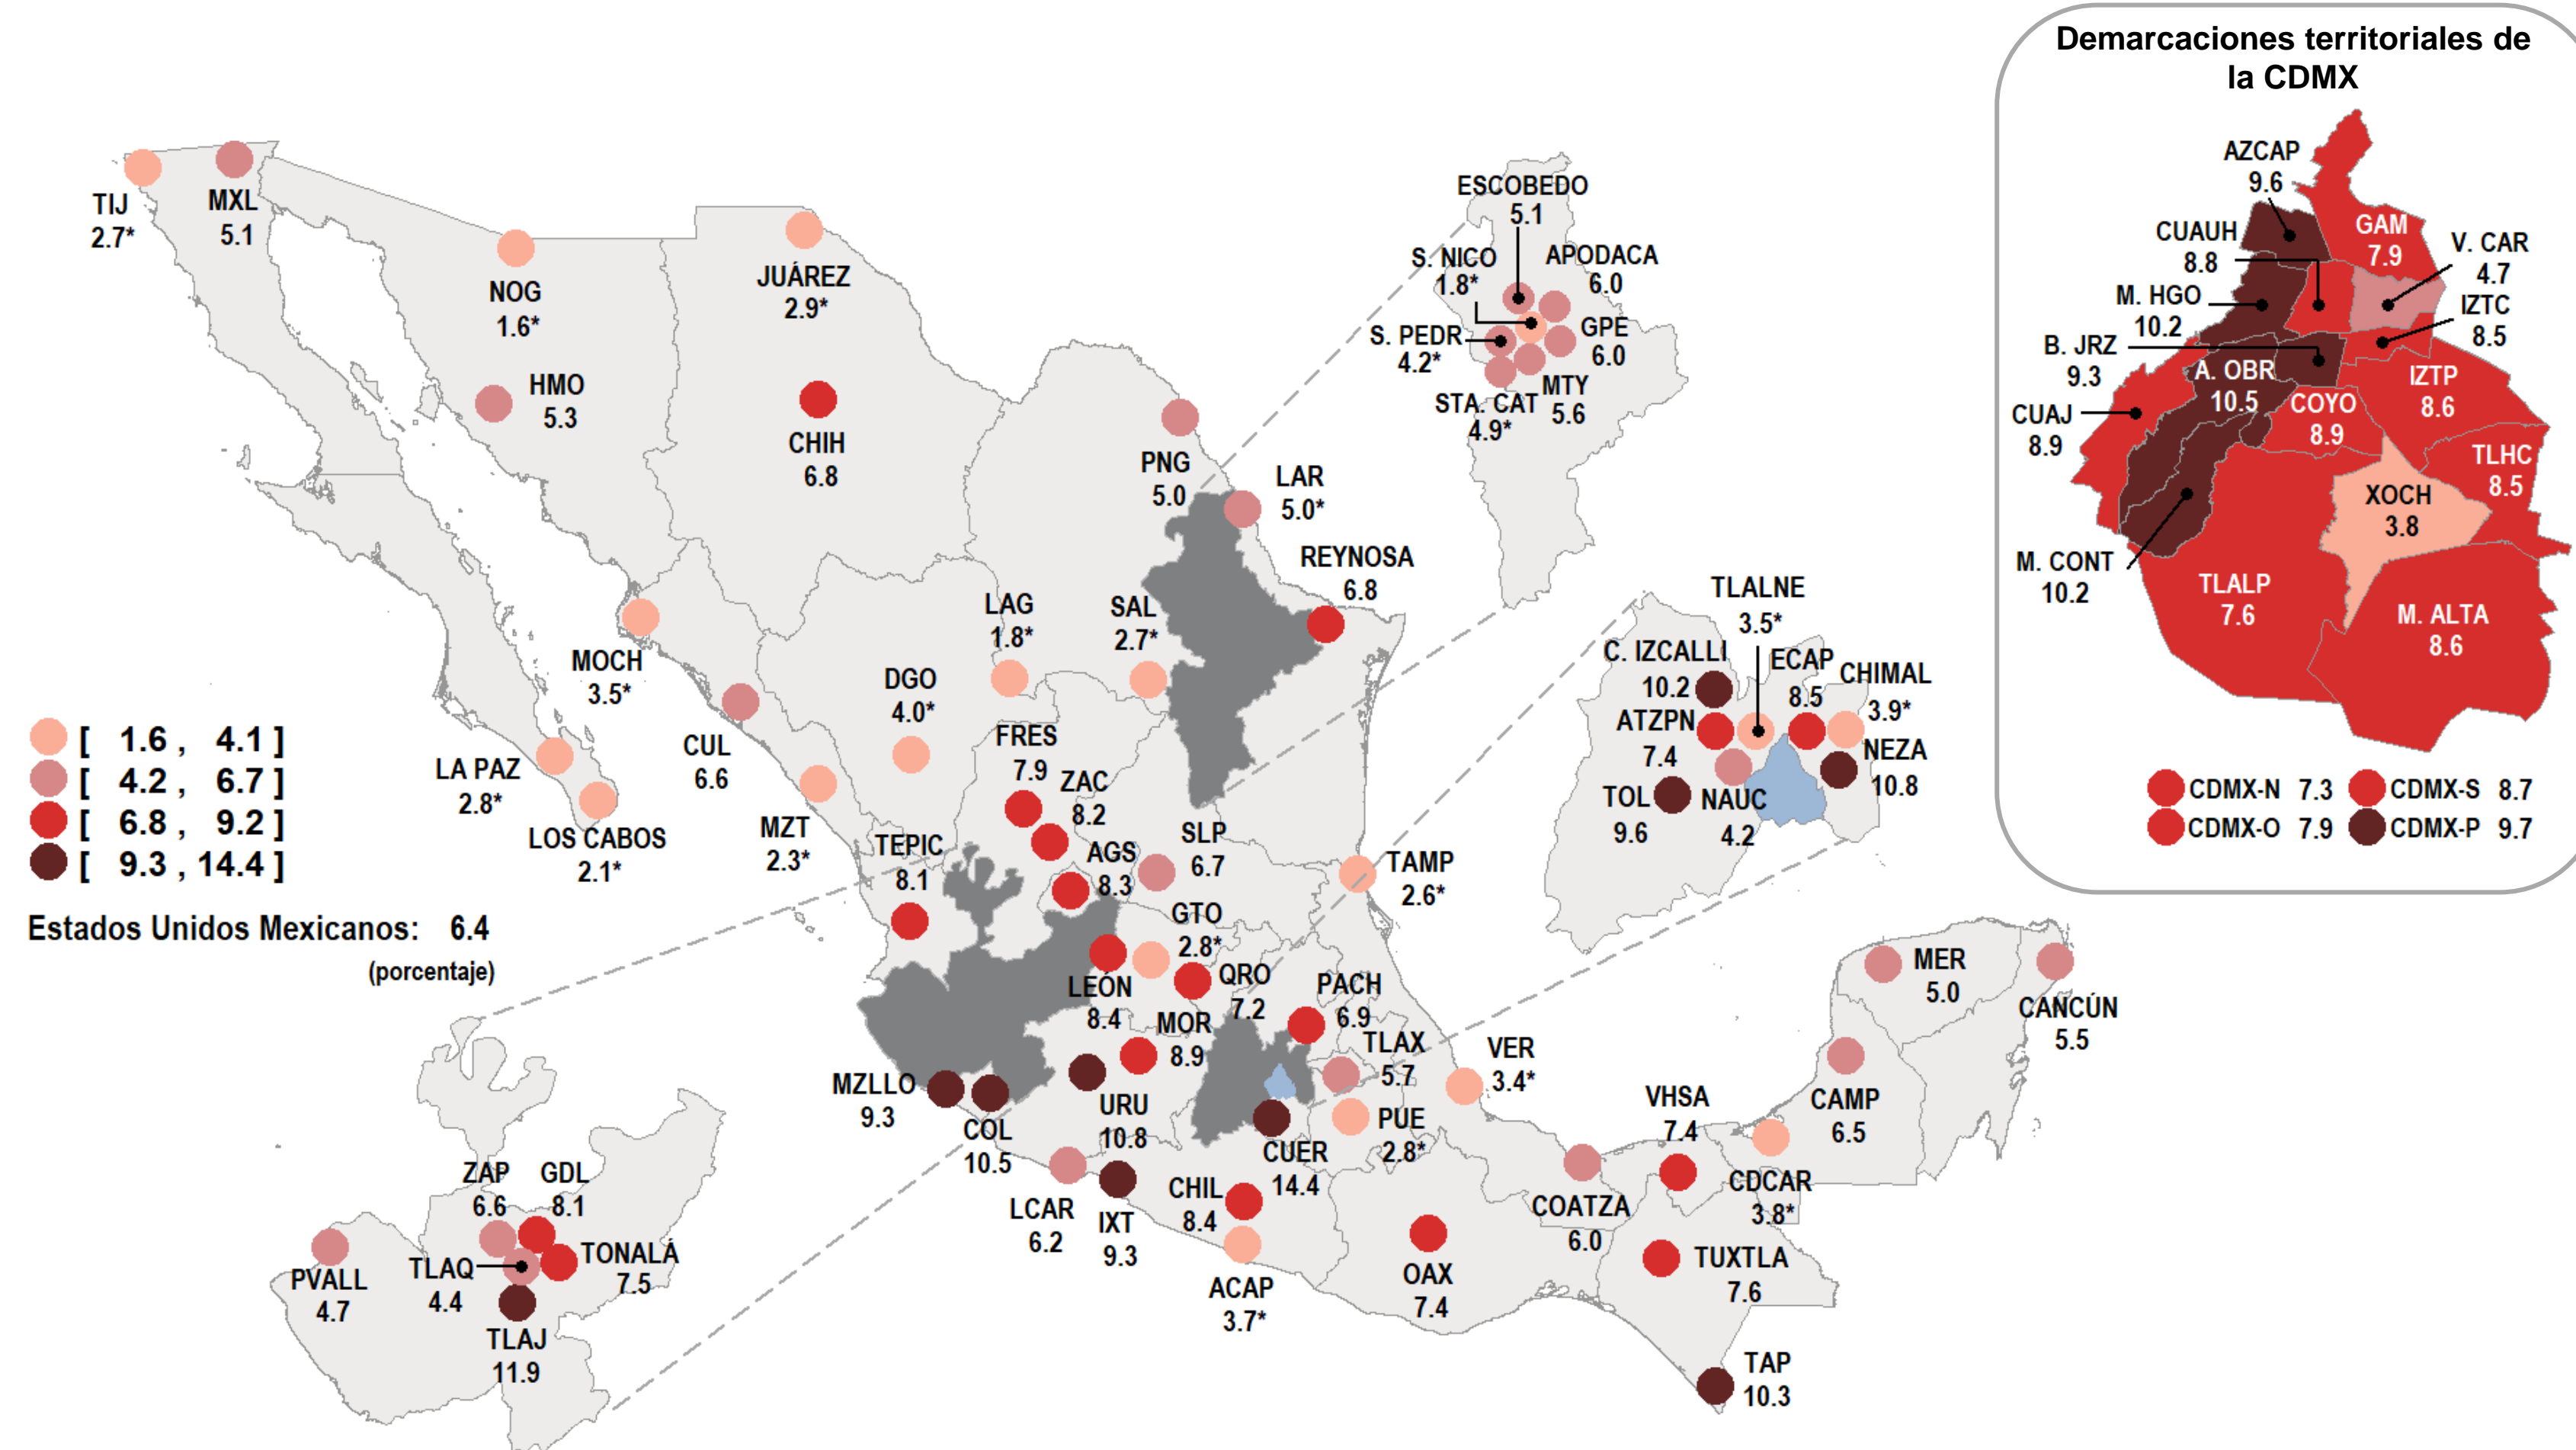 Demarcaciones territoriales de
la CDMX
AZCAP
9.6
CUAUH
8.8
GAM
7.9
V. CAR
4.7
M. HGO
10.2
IZTC
8.5
B. JRZ
9.3
A. OBR
10.5
IZTP
8.6
CUAJ
8.9
COYO
8.9
TLHC
8.5
XOCH
3.8
M. CONT
10.2
TLALP
7.6
M. ALTA
8.6
CDMX-N 7.3
CDMX-S 8.7
CDMX-O 7.9
CDMX-P 9.7
TIJ
2.7*
MXL
5.1
NOG
1.6*
JUÁREZ
2.9*
HMO
5.3
CHIH
6.8
ESCOBEDO
5.1
S. NICO
1.8*
APODACA
6.0
S. PEDR
4.2*
GPE
6.0
STA. CAT
4.9*
MTY
5.6
PNG
5.0
LAR
5.0*
REYNOSA
6.8
LAG
1.8*
SAL
2.7*
MOCH
3.5*
DGO
4.0*
CUL
6.6
LA PAZ
2.8*
LOS CABOS
2.1*
MZT
2.3*
FRES
7.9
ZAC
8.2
TEPIC
8.1
AGS
8.3
SLP
6.7
TAMP
2.6*
TLALNE
3.5*
C. IZCALLI
10.2
ECAP
8.5
CHIMAL
3.9*
ATZPN
7.4
NEZA
10.8
TOL
9.6
NAUC
4.2
[ 1.6 , 4.1 ]
[ 4.2 , 6.7 ]
[ 6.8 , 9.2 ]
[ 9.3 , 14.4 ]
Estados Unidos Mexicanos: 6.4
(porcentaje)
GTO
2.8*
LEÓN
8.4
QRO
7.2
PACH
6.9
MOR
8.9
TLAX
5.7
VER
3.4*
MZLLO
9.3
COL
10.5
URU
10.8
CUER
14.4
PUE
2.8*
LCAR
6.2
IXT
9.3
CHIL
8.4
ACAP
3.7*
OAX
7.4
COATZA
6.0
VHSA
7.4
CDCAR
3.8*
TUXTLA
7.6
TAP
10.3
MER
5.0
CANCÚN
5.5
CAMP
6.5
ZAP
6.6
GDL
8.1
PVALL
4.7
TLAQ
4.4
TONALÁ
7.5
TLAJ
11.9